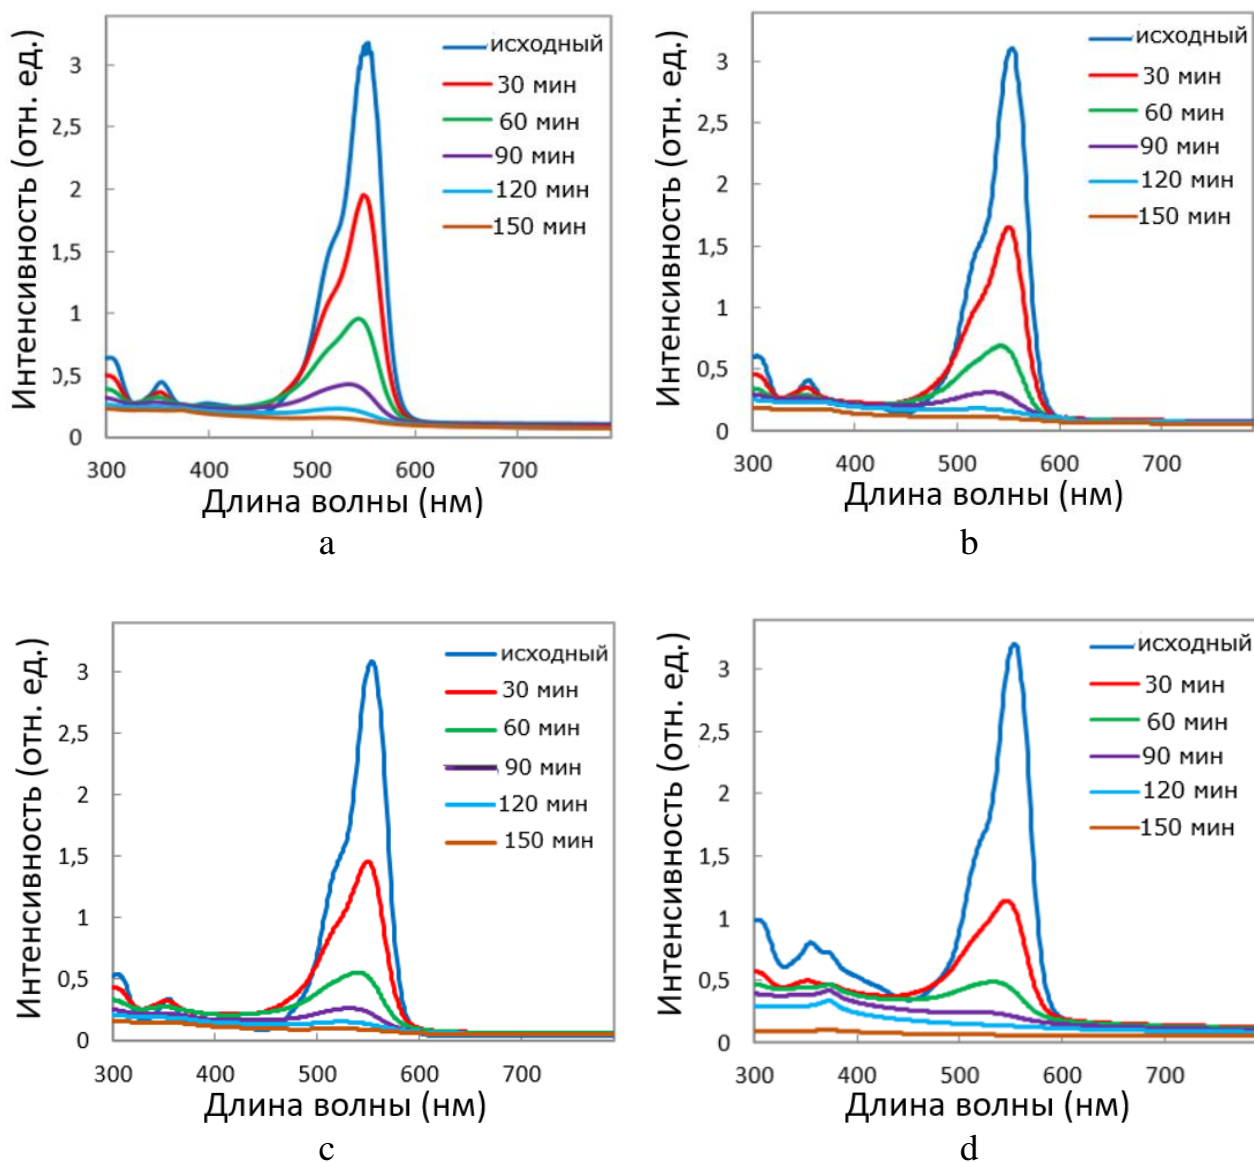 Интенсивность (отн. ед.)
3
2,5
2
1,5
1
0,5
0
300 400 500 600 700
Длина волны (нм)
исходный
30 мин
60 мин
90 мин
120 мин
150 мин
a
Интенсивность (отн. ед.)
3
2,5
2
1,5
1
0,5
0
300 400 500 600 700
Длина волны (нм)
исходный
30 мин
60 мин
90 мин
120 мин
150 мин
b
Интенсивность (отн. ед.)
3
2,5
2
1,5
1
0,5
0
300 400 500 600 700
Длина волны (нм)
исходный
30 мин
60 мин
90 мин
120 мин
150 мин
c
Интенсивность (отн. ед.)
3
2,5
2
1,5
1
0,5
0
300 400 500 600 700
Длина волны (нм)
исходный
30 мин
60 мин
90 мин
120 мин
150 мин
d